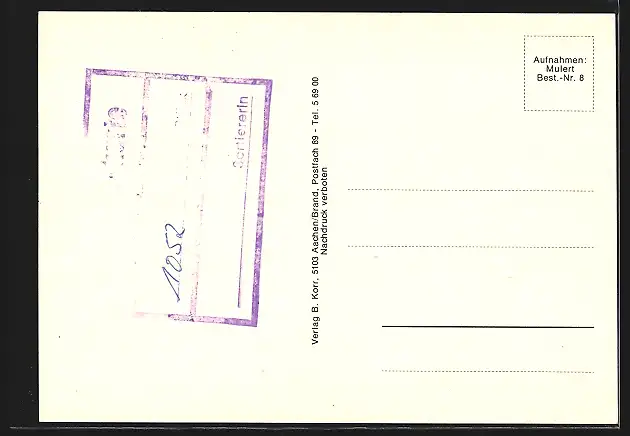 Aufnahmen:
Mulert
Best.-Nr. 8
Verlag B. Korr, 5103 Aachen/Brand, Postfach 69 - Tel. 5 69 00
Nachdruck verboten
Sortiererin
1052